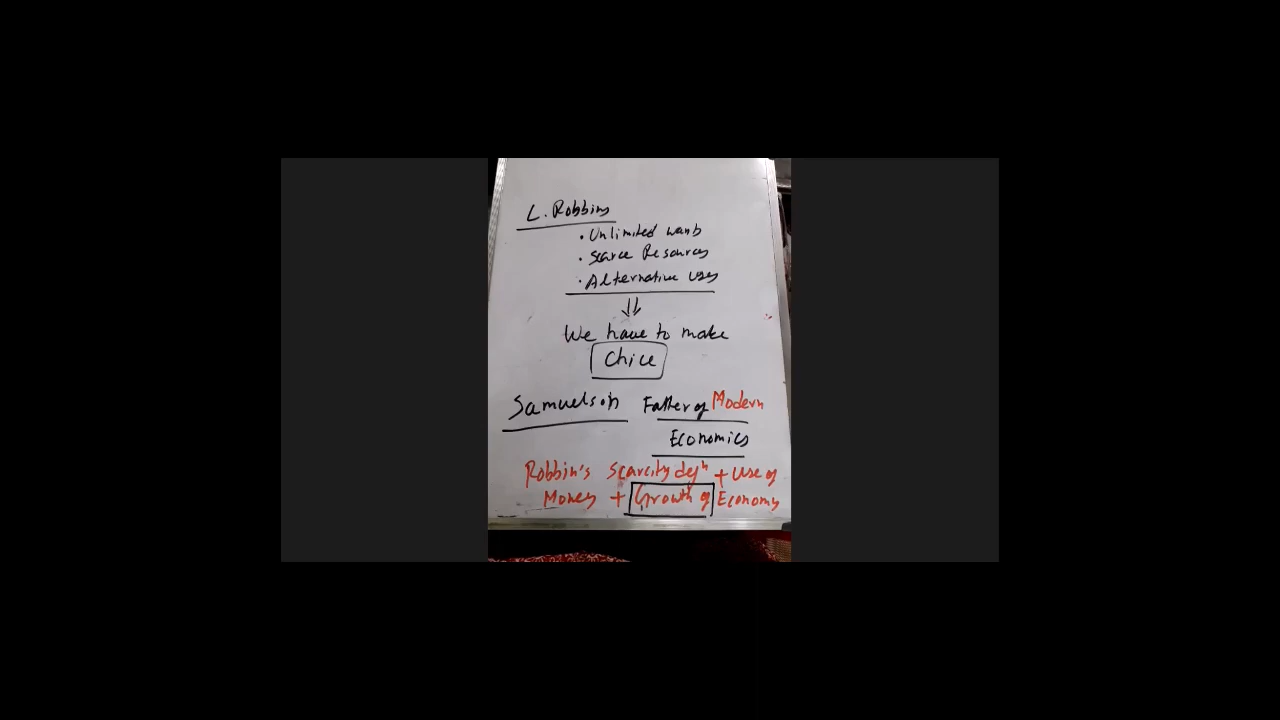 L. Robbins
• Unlimited wants
• Scarce Resources
• Alternative uses
⇓
We have to make
Chice
Samuelson Father of Modern
Economics
Robbin's Scarcity defⁿ + Use of
Money + Growth of Economy